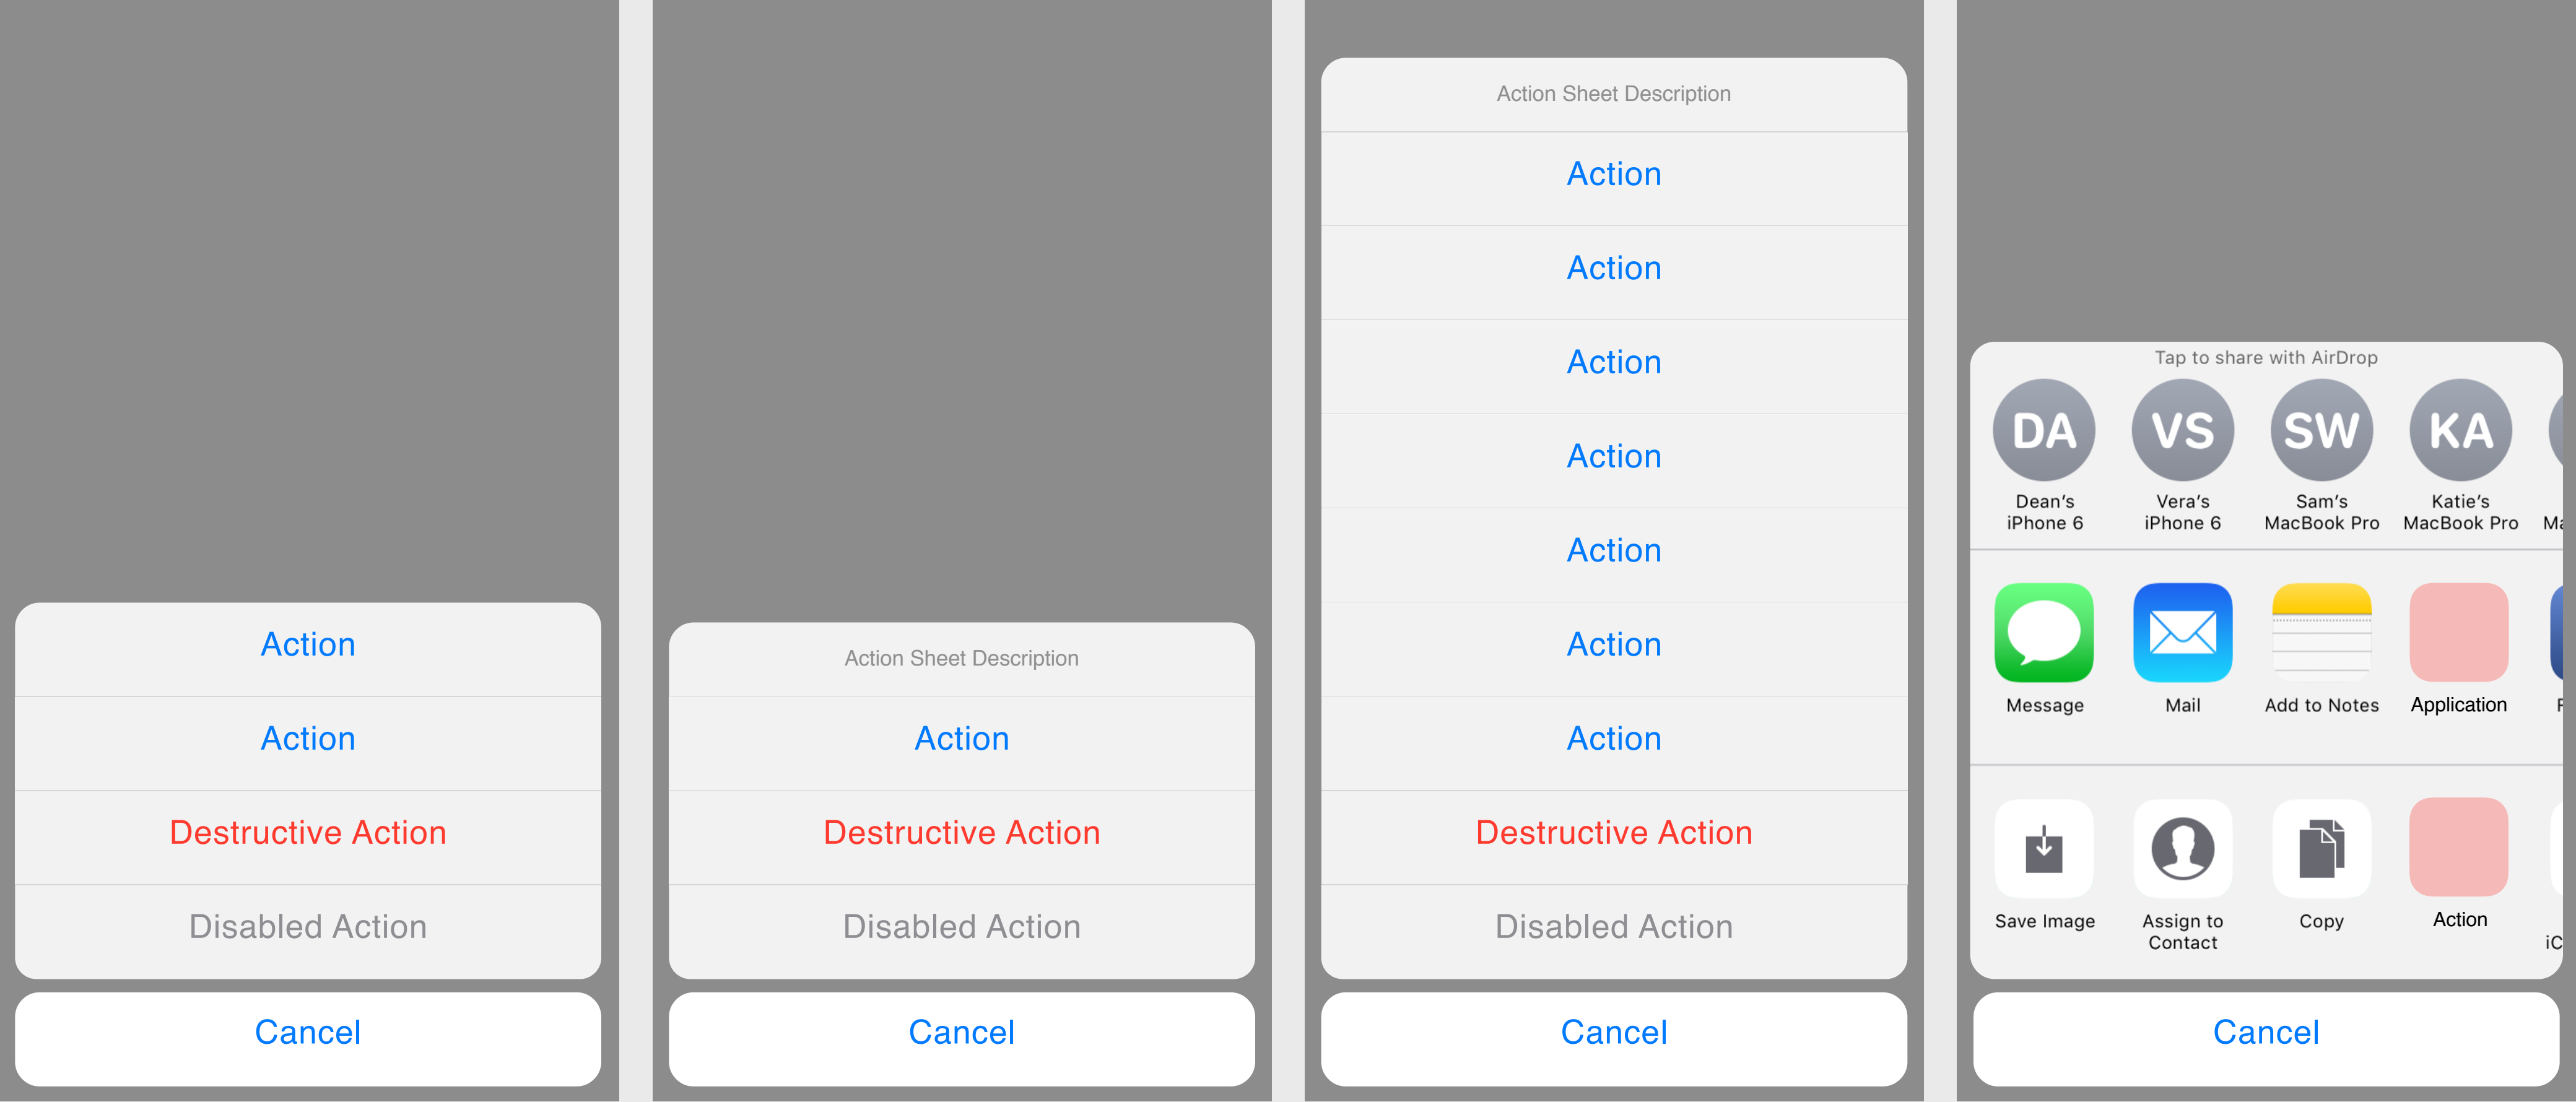 Action
Action
Destructive Action
Disabled Action
Cancel
Action Sheet Description
Action
Destructive Action
Disabled Action
Cancel
Action Sheet Description
Action
Action
Action
Action
Action
Action
Action
Destructive Action
Disabled Action
Cancel
Tap to share with AirDrop
DA VS SW KA
Dean’s Vera’s Sam’s Katie’s
iPhone 6 iPhone 6 MacBook Pro MacBook Pro
Message Mail Add to Notes Application
Save Image Assign to Copy Action
Contact
Cancel